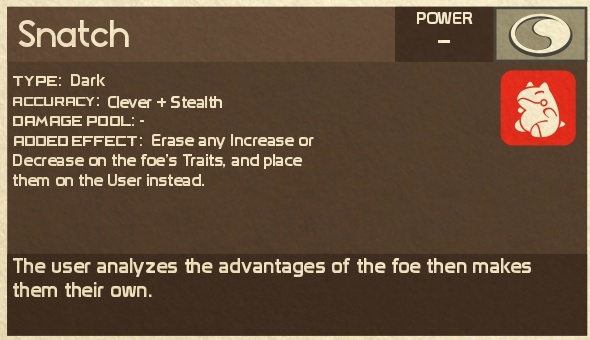 Snatch
POWER
–
TYPE: Dark
ACCURACY: Clever + Stealth
DAMAGE POOL: -
ADDED EFFECT: Erase any Increase or
Decrease on the foe's Traits, and place
them on the User instead.
The user analyzes the advantages of the foe then makes
them their own.